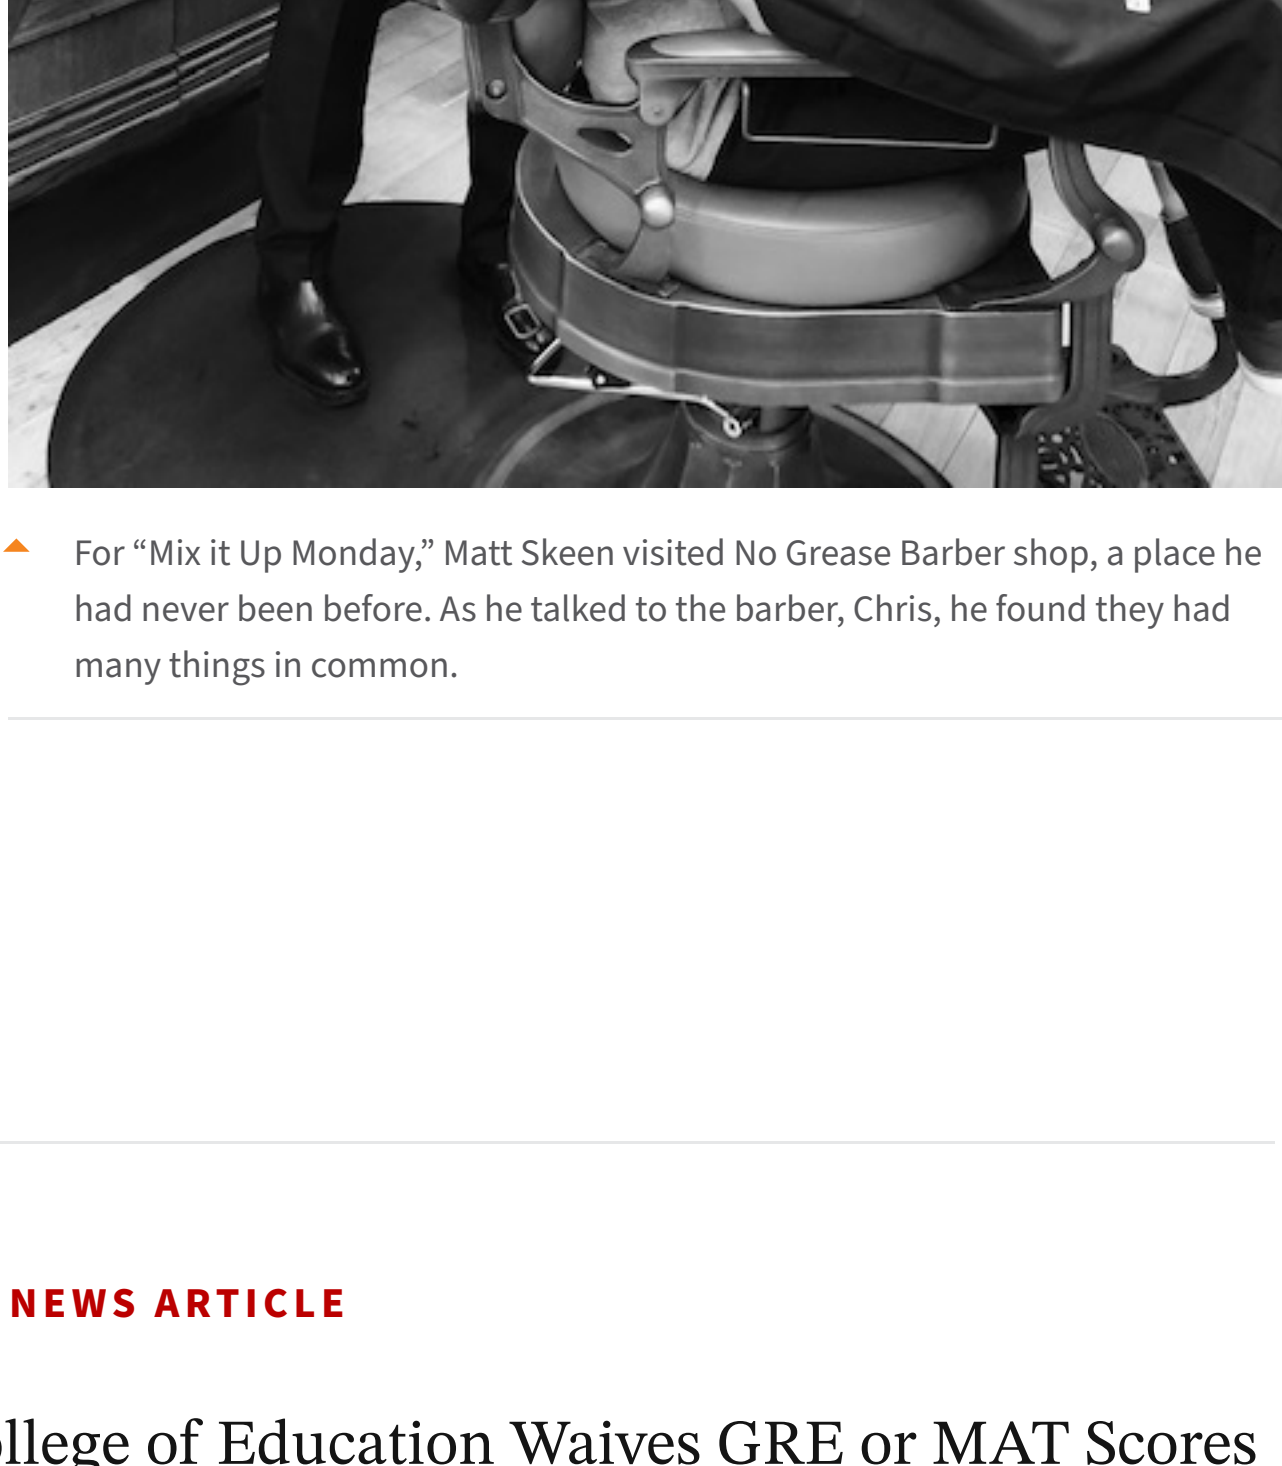 For “Mix it Up Monday,” Matt Skeen visited No Grease Barber shop, a place he
had never been before. As he talked to the barber, Chris, he found they had
many things in common.
NEWS ARTICLE
of Education Waives GRE or MAT Scores